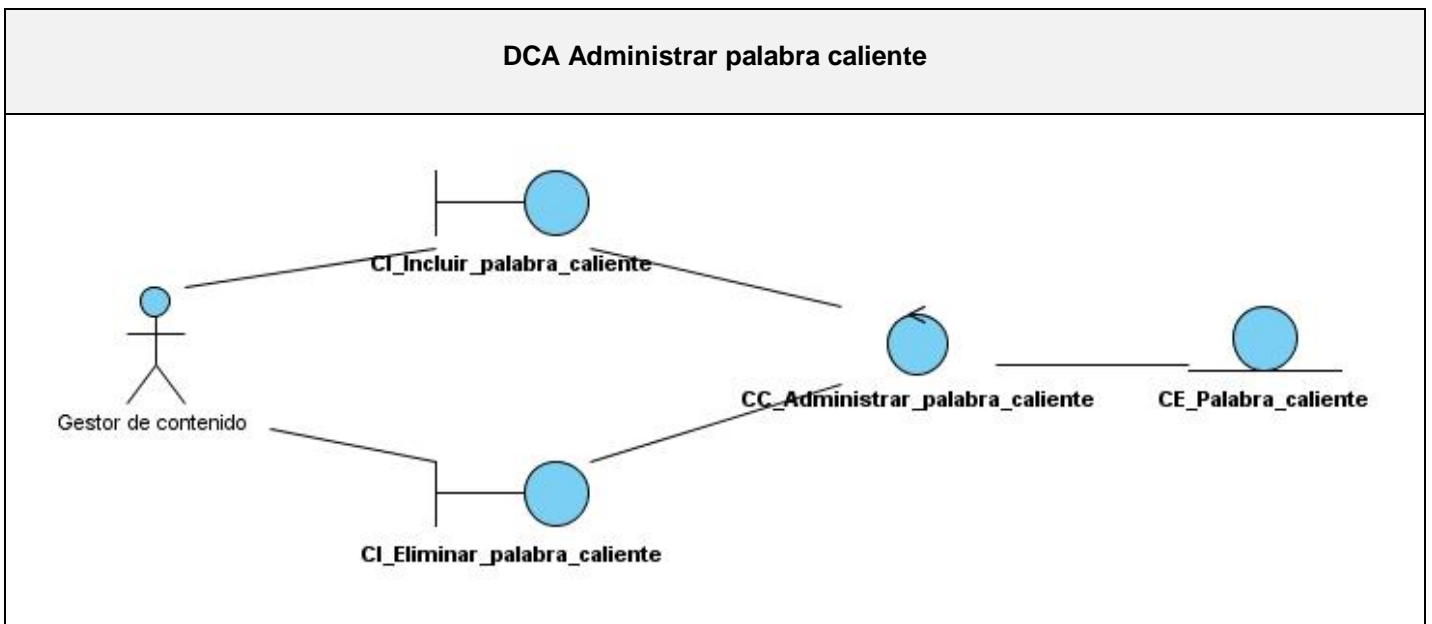 DCA Administrar palabra caliente
CI_Incluir_palabra_caliente
Gestor de contenido
CC_Administrar_palabra_caliente
CE_Palabra_caliente
CI_Eliminar_palabra_caliente